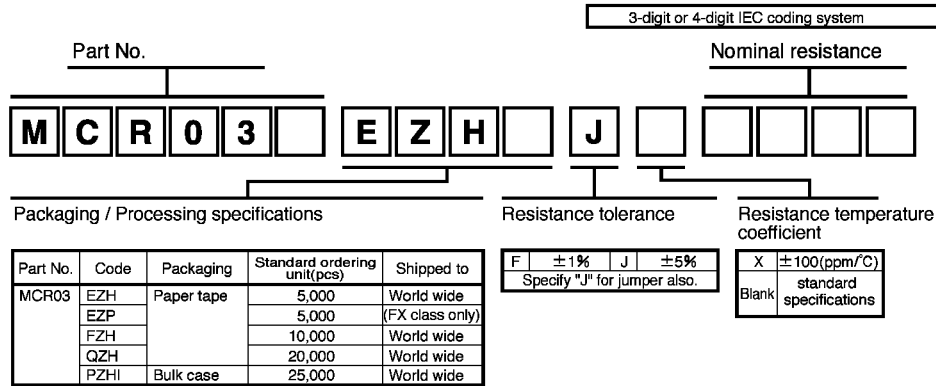 3-digit or 4-digit IEC coding system
Part No.
Nominal resistance
M C R 0 3 E Z H J
Packaging / Processing specifications
Resistance tolerance
Resistance temperature
coefficient
Part No. Code Packaging Standard ordering unit(pcs) Shipped to
MCR03 EZH Paper tape 5,000 World wide
EZP 5,000 (FX class only)
FZH 10,000 World wide
QZH 20,000 World wide
PZHI Bulk case 25,000 World wide
F ±1% J ±5%
Specify "J" for jumper also.
X ±100(ppm/°C)
Blank standard specifications